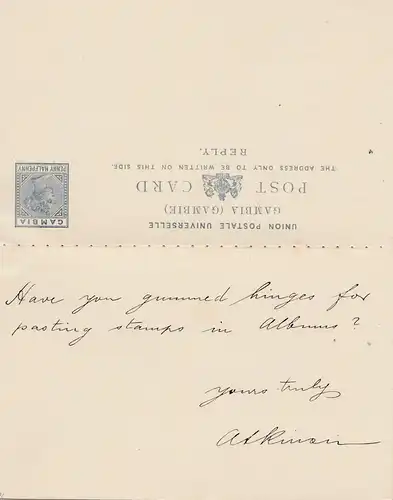 UNION POSTALE UNIVERSELLE
GAMBIA (GAMBIE)
POST CARD
THE ADDRESS ONLY TO BE WRITTEN ON THIS SIDE.
REPLY.
GAMBIA
PENNY HALFPENNY
Have you gummed hinges for
pasting stamps in Albums?
yours truly
Atkinson